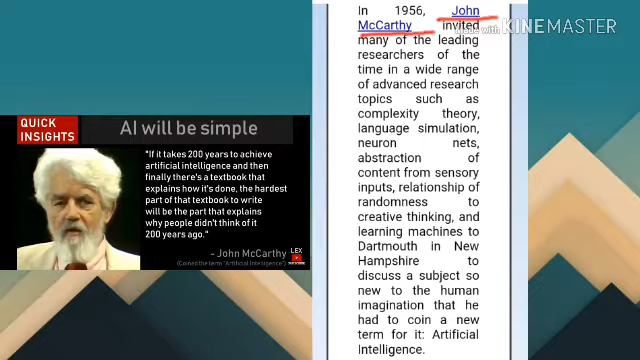 QUICK
INSIGHTS
AI will be simple
"If it takes 200 years to achieve
artificial intelligence and then
finally there's a textbook that
explains how it's done, the hardest
part of that textbook to write
will be the part that explains
why people didn't think of it
200 years ago."
- John McCarthy
(Coined the term "Artificial Intelligence")
LEX
In 1956, John
McCarthy invited
many of the leading
researchers of the
time in a wide range
of advanced research
topics such as
complexity theory,
language simulation,
neuron nets,
abstraction of
content from sensory
inputs, relationship of
randomness to
creative thinking, and
learning machines to
Dartmouth in New
Hampshire to
discuss a subject so
new to the human
imagination that he
had to coin a new
term for it: Artificial
Intelligence.
Made with KINEMASTER